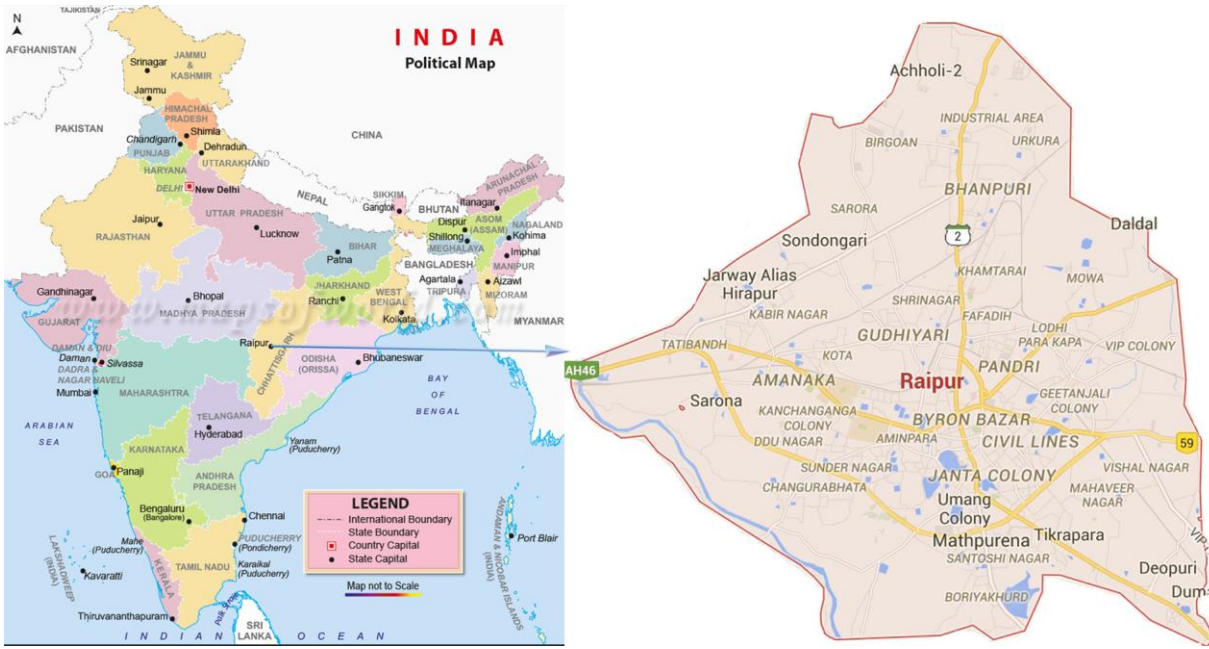 N
TAJIKISTAN
AFGHANISTAN
INDIA
Political Map
JAMMU
&
KASHMIR
Srinagar
Jammu
HIMACHAL
PRADESH
PAKISTAN
CHINA
Shimla
Chandigarh
PUNJAB
Dehradun
UTTARAKHAND
HARYANA
DELHI
New Delhi
NEPAL
SIKKIM
Gangtok
BHUTAN
ARUNACHAL
PRADESH
Itanagar
Dispur
ASOM
(ASSAM)
NAGALAND
Kohima
Shillong
MEGHALAYA
Imphal
MANIPUR
BANGLADESH
Agartala
TRIPURA
Aizawl
MIZORAM
MYANMAR
Jaipur
RAJASTHAN
UTTAR PRADESH
Lucknow
BIHAR
Patna
JHARKHAND
Ranchi
WEST
BENGAL
Kolkata
Gandhinagar
GUJARAT
Bhopal
MADHYA PRADESH
www.mapsofworld.com
Raipur
CHHATTISGARH
ODISHA
(ORISSA)
Bhubaneswar
DAMAN & DIU
Daman
Silvassa
DADRA &
NAGAR HAVELI
Mumbai
MAHARASHTRA
BAY
OF
BENGAL
ARABIAN
SEA
TELANGANA
Hyderabad
Yanam
(Puducherry)
KARNATAKA
GOA
Panaji
ANDHRA
PRADESH
Bengaluru
(Bangalore)
Chennai
Mahe
(Puducherry)
PUDUCHERRY
(Pondicherry)
Karaikal
(Puducherry)
TAMIL NADU
KERALA
LAKSHADWEEP
(INDIA)
Kavaratti
Thiruvananthapuram
Palk Strait
SRI
LANKA
INDIAN OCEAN
ANDAMAN & NICOBAR ISLANDS
(INDIA)
Port Blair
LEGEND
International Boundary
State Boundary
Country Capital
State Capital
Map not to Scale
Achholi-2
INDUSTRIAL AREA
BIRGOAN
URKURA
BHANPURI
SARORA
Daldal
2
Sondongari
KHAMTARAI
MOWA
Jarway Alias
Hirapur
SHRINAGAR
KABIR NAGAR
FAFADIH
GUDHIYARI
LODHI
PARA KAPA
TATIBANDH
KOTA
VIP COLONY
PANDRI
AH46
AMANAKA
Raipur
Sarona
GEETANJALI
COLONY
KANCHANGANGA
COLONY
BYRON BAZAR
AMINPARA
CIVIL LINES
59
DDU NAGAR
SUNDER NAGAR
JANTA COLONY
VISHAL NAGAR
CHANGURABHATA
MAHAVEER
NAGAR
Umang
Colony
Mathpurena
Tikrapara
VIP
SANTOSHI NAGAR
Deopuri
BORIYAKHURD
Dum